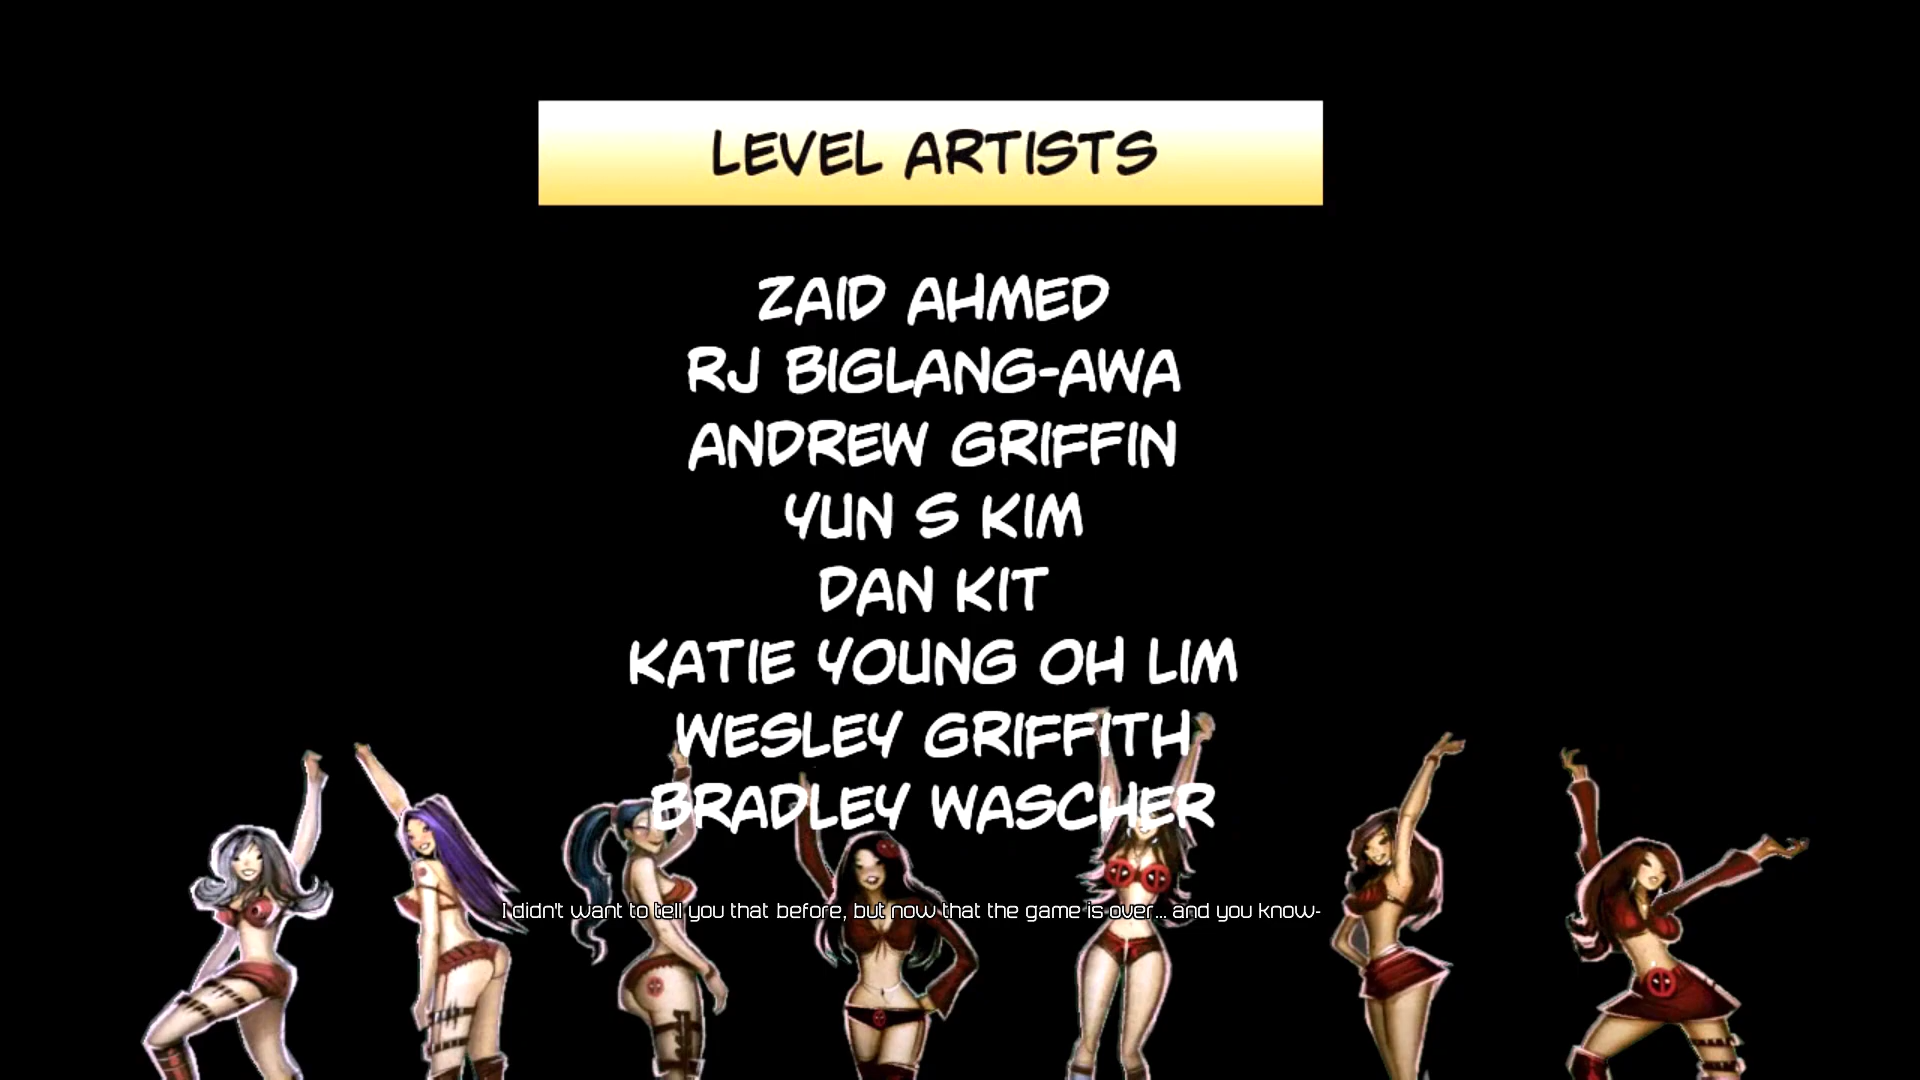 LEVEL ARTISTS
ZAID AHMED
RJ BIGLANG-AWA
ANDREW GRIFFIN
YUN S KIM
DAN KIT
KATIE YOUNG OH LIM
WESLEY GRIFFITH
BRADLEY WASCHER
I didn't want to tell you that before, but now that the game is over... and you know-